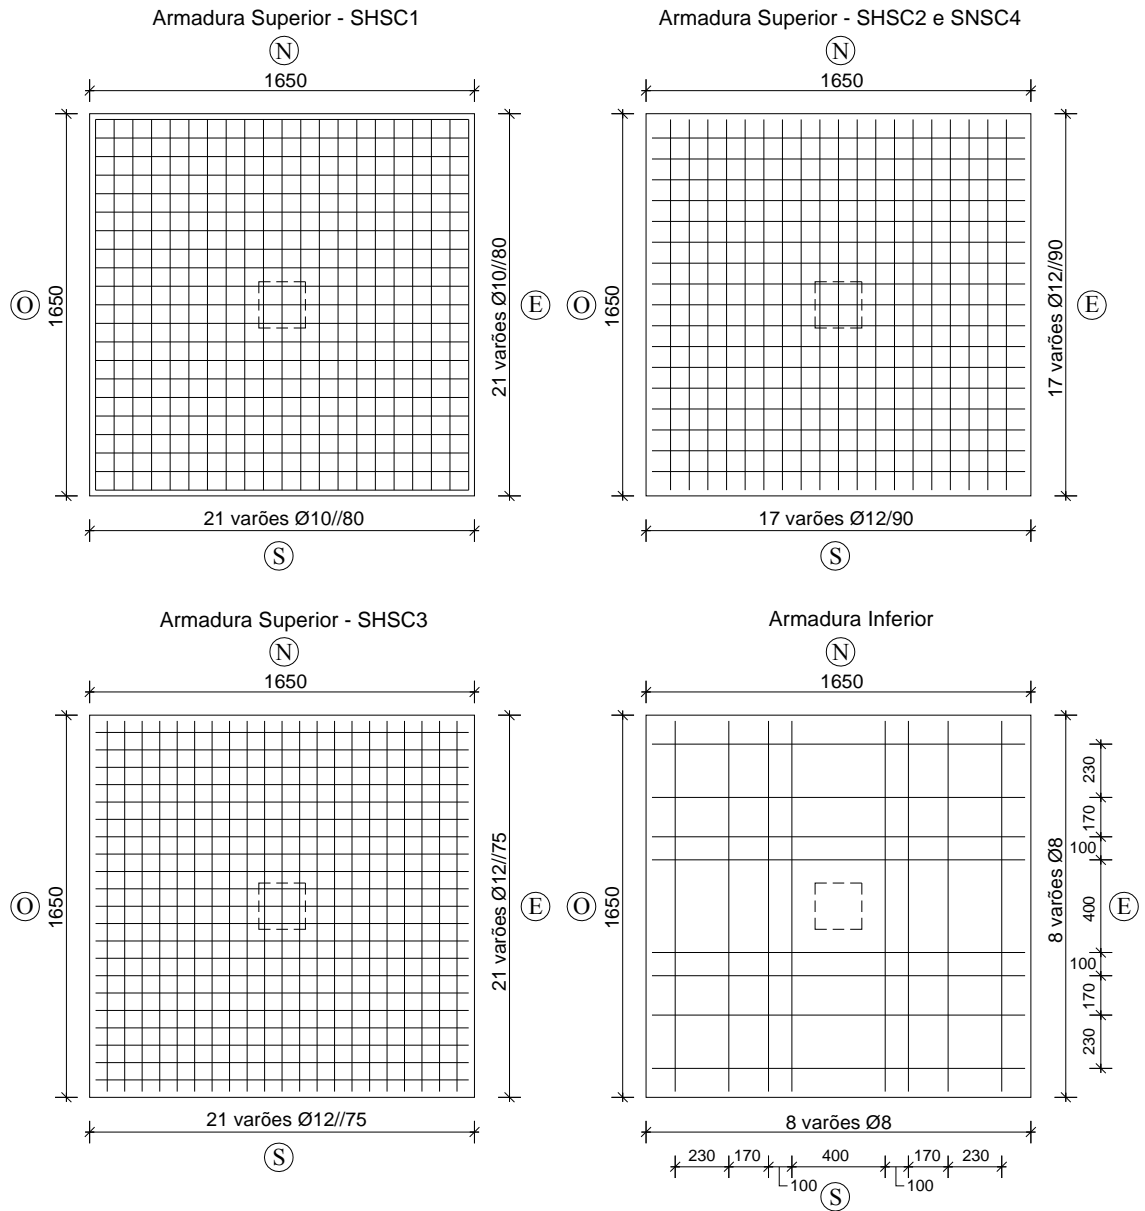 Armadura Superior - SHSC1
N
1650
O
1650
21 varões Ø10//80
E
21 varões Ø10//80
S
Armadura Superior - SHSC2 e SNSC4
N
1650
O
1650
17 varões Ø12//90
E
17 varões Ø12/90
S
Armadura Superior - SHSC3
N
1650
O
1650
21 varões Ø12//75
E
21 varões Ø12//75
S
Armadura Inferior
N
1650
O
1650
8 varões Ø8
230
170
100
400
100
170
230
E
8 varões Ø8
230
170
100
400
100
170
230
S